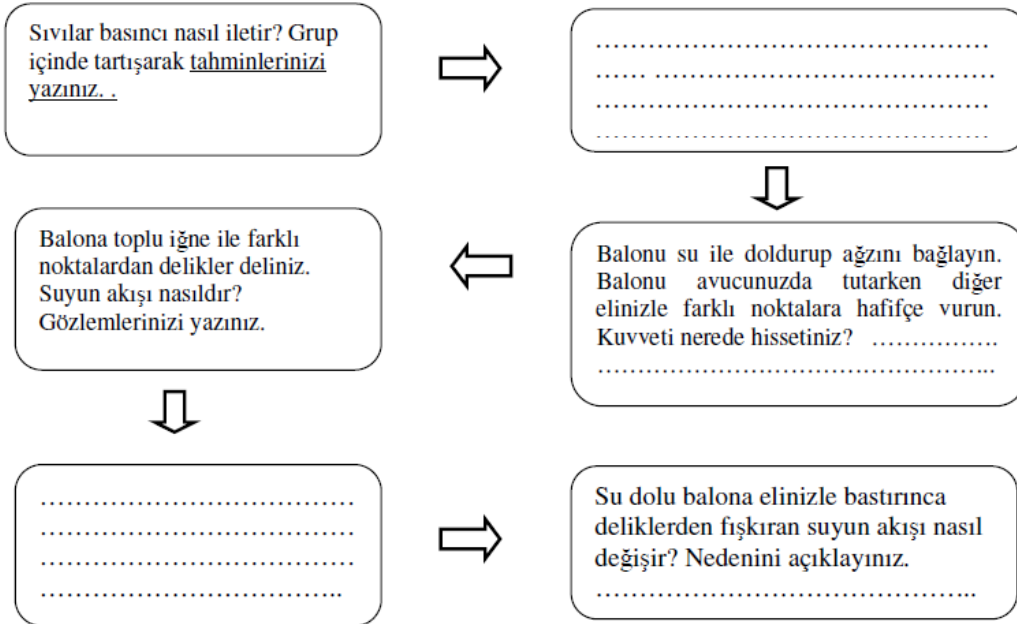 Sıvılar basıncı nasıl iletir? Grup
içinde tartışarak tahminlerinizi
yazınız. .
…………………………………………
…… ……………………………………
…………………………………………
…………………………………………
Balonu su ile doldurup ağzını bağlayın.
Balonu avucunuzda tutarken diğer
elinizle farklı noktalara hafifçe vurun.
Kuvveti nerede hissetiniz? …………….
…………………………………………..
Balona toplu iğne ile farklı
noktalardan delikler deliniz.
Suyun akışı nasıldır?
Gözlemlerinizi yazınız.
…………………………………
…………………………………
…………………………………
………………………………..
Su dolu balona elinizle bastırınca
deliklerden fışkıran suyun akışı nasıl
değişir? Nedenini açıklayınız.
………………………………………..